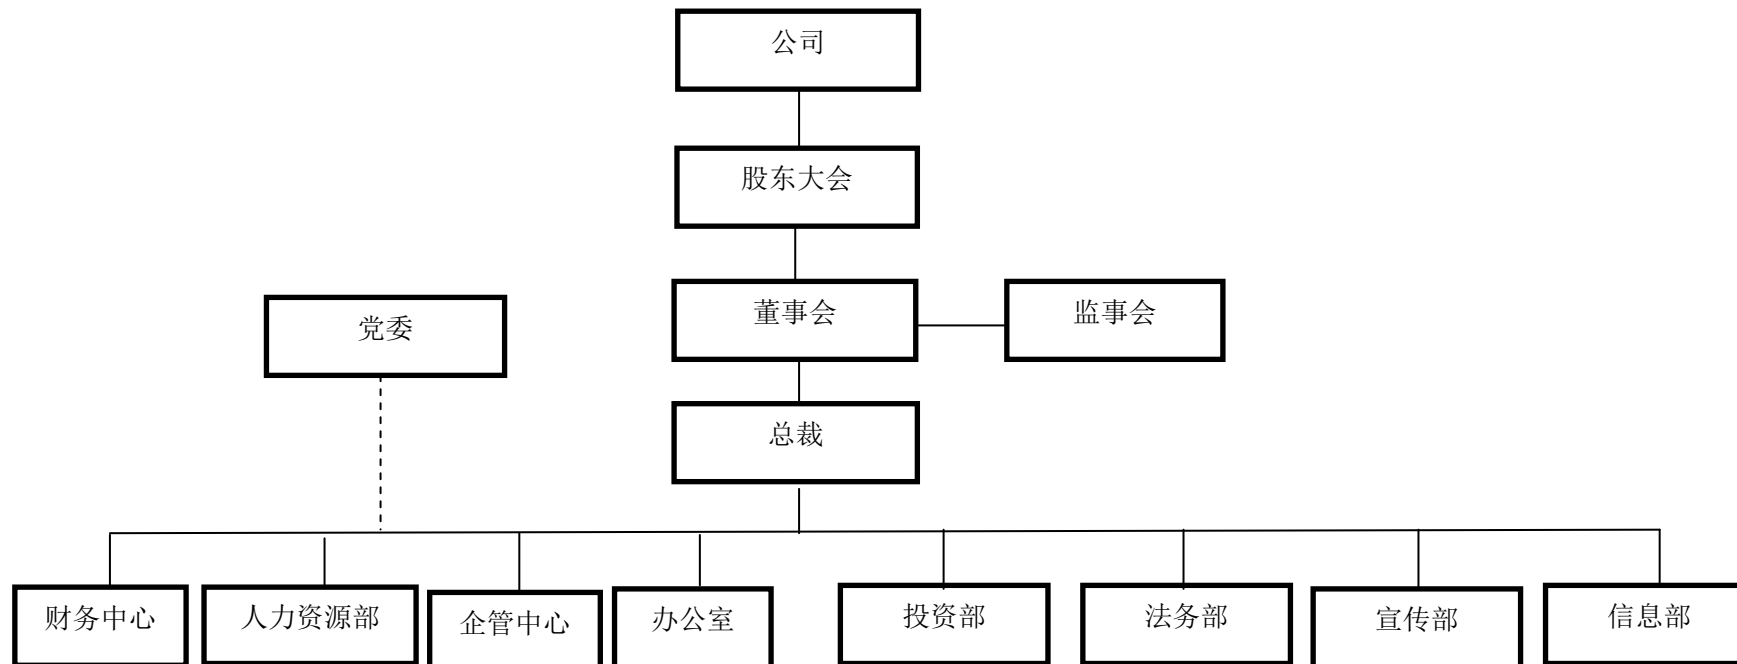 公司
股东大会
董事会
监事会
党委
总裁
财务中心
人力资源部
企管中心
办公室
投资部
法务部
宣传部
信息部